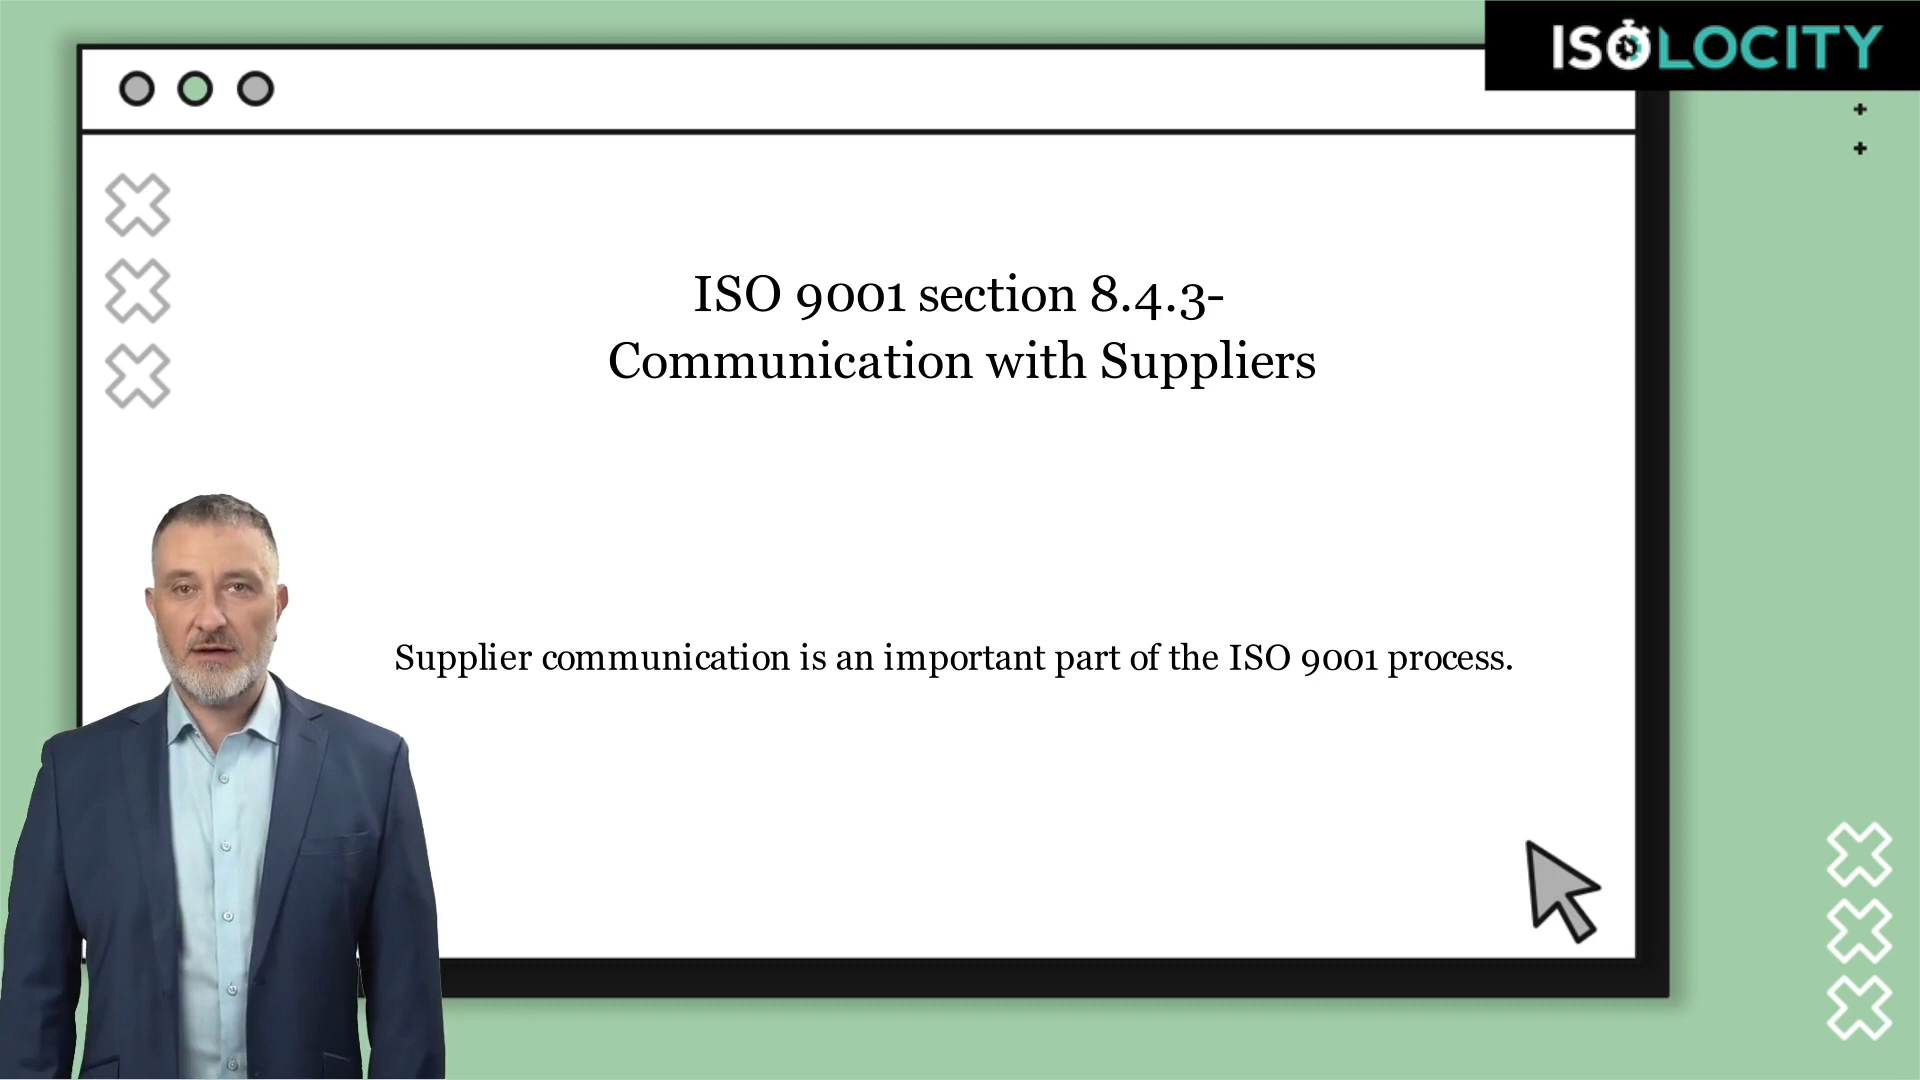 ISOLOCITY
ISO 9001 section 8.4.3-
Communication with Suppliers
Supplier communication is an important part of the ISO 9001 process.